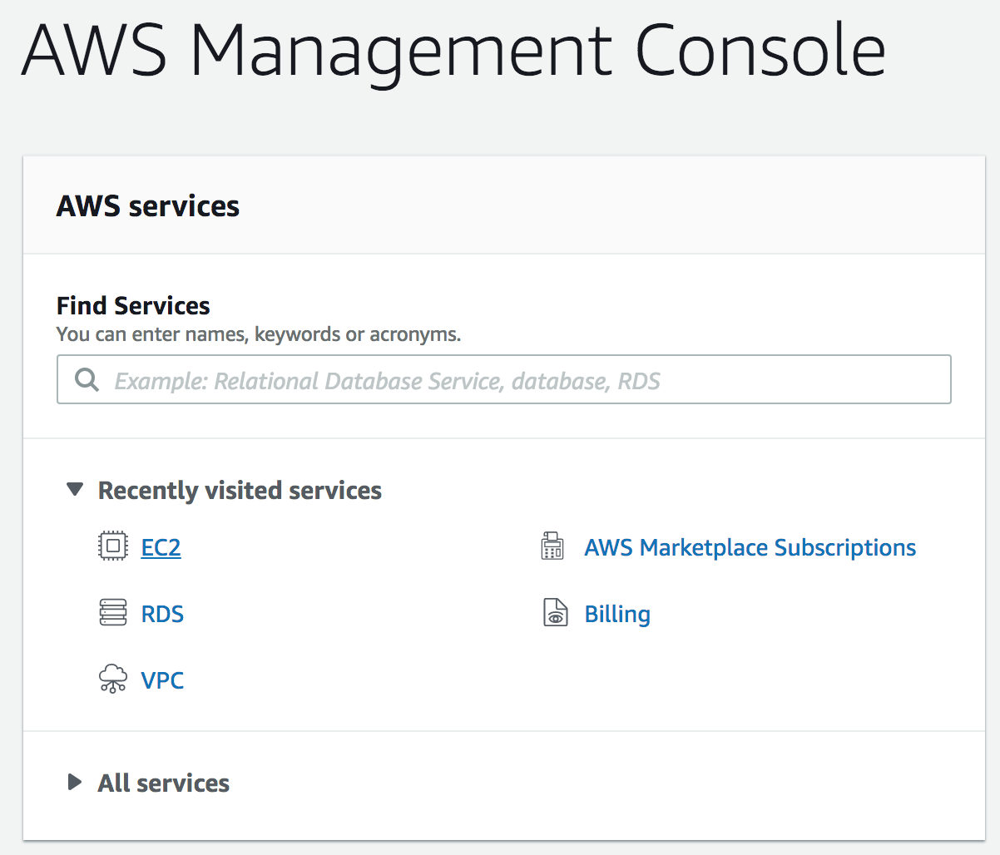 AWS Management Console
AWS services
Find Services
You can enter names, keywords or acronyms.
Example: Relational Database Service, database, RDS
Recently visited services
EC2
AWS Marketplace Subscriptions
RDS
Billing
VPC
All services